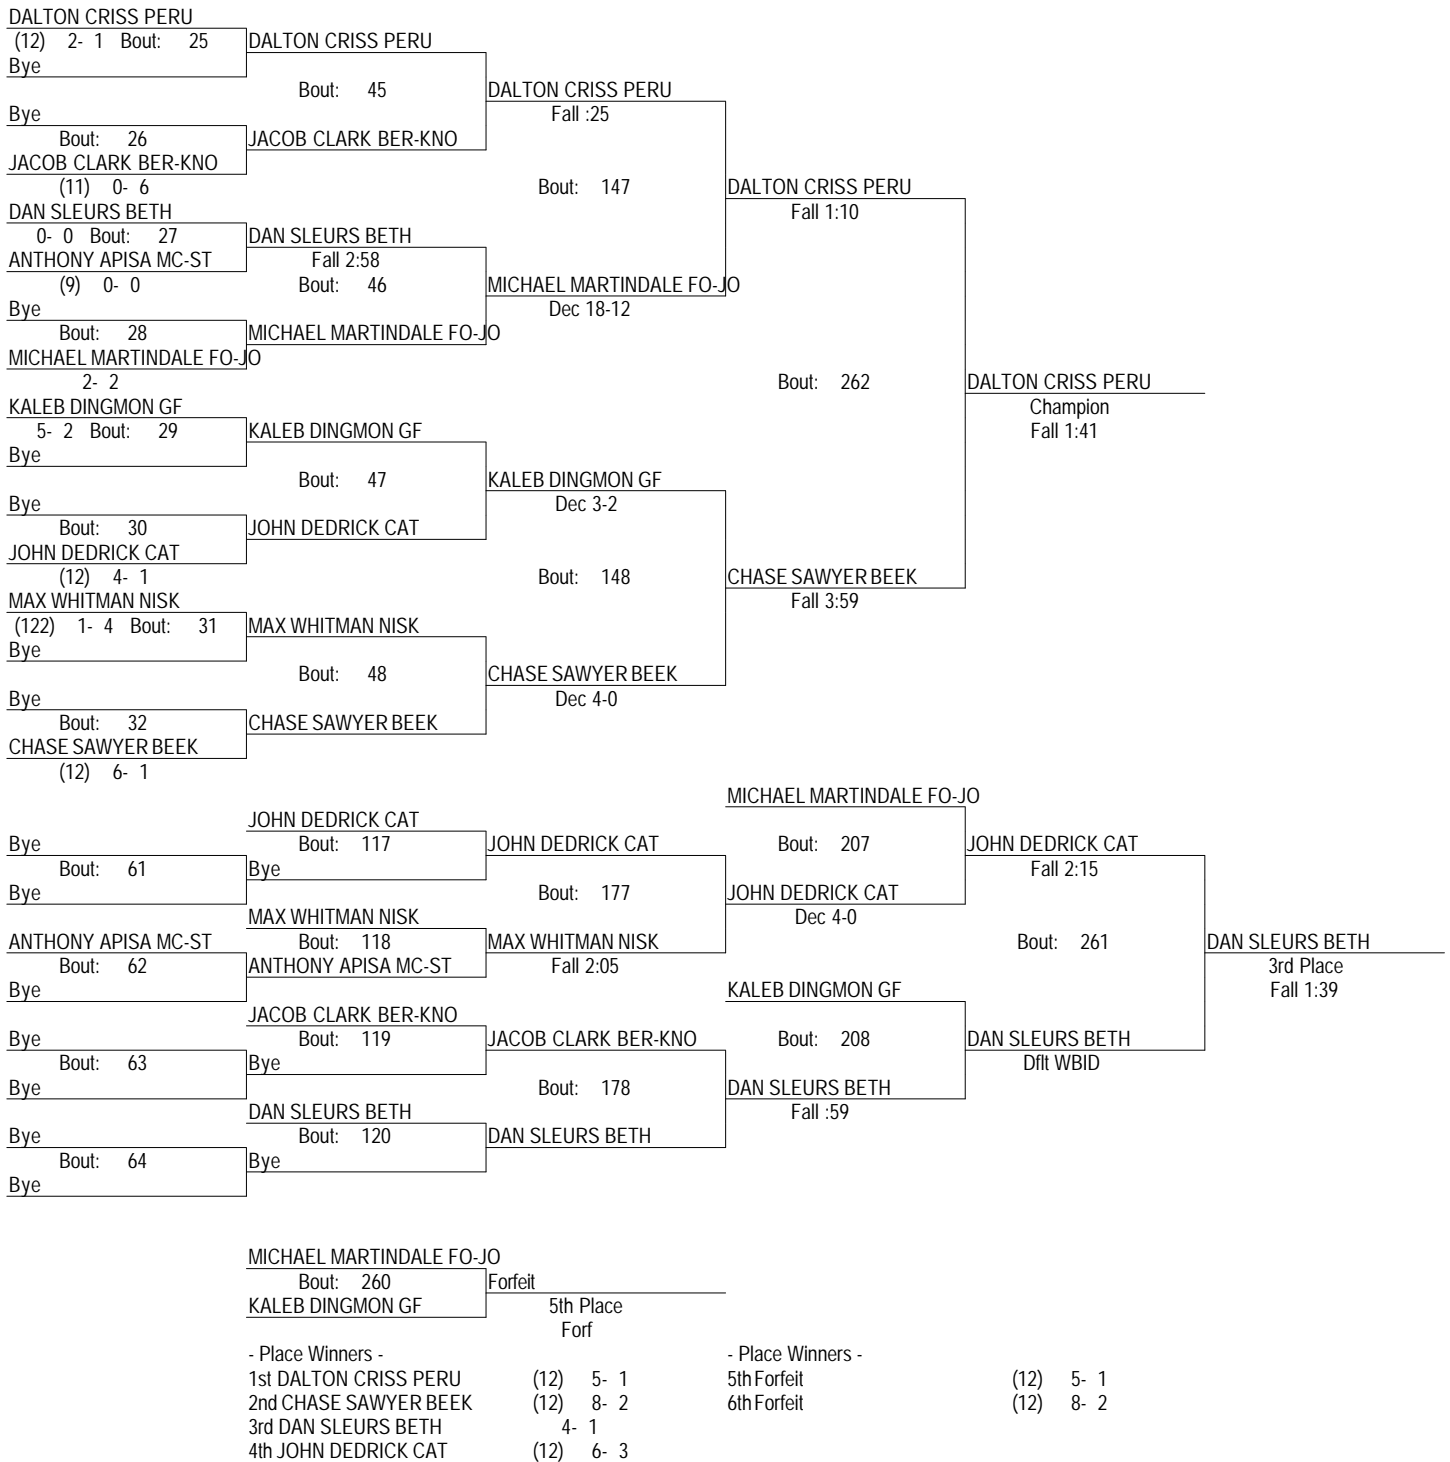 DALTON CRISS PERU
(12) 2- 1 Bout: 25 DALTON CRISS PERU
Bye
Bout: 45 DALTON CRISS PERU
Bye Fall :25
Bout: 26 JACOB CLARK BER-KNO
JACOB CLARK BER-KNO
(11) 0- 6 Bout: 147 DALTON CRISS PERU
DAN SLEURS BETH Fall 1:10
0- 0 Bout: 27 DAN SLEURS BETH
ANTHONY APISA MC-ST Fall 2:58
(9) 0- 0 Bout: 46 MICHAEL MARTINDALE FO-JO
Bye Dec 18-12
Bout: 28 MICHAEL MARTINDALE FO-JO
MICHAEL MARTINDALE FO-JO
2- 2 Bout: 262 DALTON CRISS PERU
KALEB DINGMON GF Champion
5- 2 Bout: 29 KALEB DINGMON GF Fall 1:41
Bye
Bout: 47 KALEB DINGMON GF
Bye Dec 3-2
Bout: 30 JOHN DEDRICK CAT
JOHN DEDRICK CAT
(12) 4- 1 Bout: 148 CHASE SAWYER BEEK
MAX WHITMAN NISK Fall 3:59
(122) 1- 4 Bout: 31 MAX WHITMAN NISK
Bye
Bout: 48 CHASE SAWYER BEEK
Bye Dec 4-0
Bout: 32 CHASE SAWYER BEEK
CHASE SAWYER BEEK
(12) 6- 1
MICHAEL MARTINDALE FO-JO
JOHN DEDRICK CAT
Bye Bout: 117 JOHN DEDRICK CAT Bout: 207 JOHN DEDRICK CAT
Bout: 61 Bye Fall 2:15
Bye Bout: 177 JOHN DEDRICK CAT
MAX WHITMAN NISK Dec 4-0
ANTHONY APISA MC-ST Bout: 118 MAX WHITMAN NISK Bout: 261 DAN SLEURS BETH
Bout: 62 ANTHONY APISA MC-ST Fall 2:05 3rd Place
Bye KALEB DINGMON GF Fall 1:39
JACOB CLARK BER-KNO
Bye Bout: 119 JACOB CLARK BER-KNO Bout: 208 DAN SLEURS BETH
Bout: 63 Bye Dflt WBID
Bye Bout: 178 DAN SLEURS BETH
DAN SLEURS BETH Fall :59
Bye Bout: 120 DAN SLEURS BETH
Bout: 64 Bye
Bye
MICHAEL MARTINDALE FO-JO
Bout: 260 Forfeit
KALEB DINGMON GF 5th Place
Forf
- Place Winners - - Place Winners -
1st DALTON CRISS PERU (12) 5- 1 5th Forfeit (12) 5- 1
2nd CHASE SAWYER BEEK (12) 8- 2 6th Forfeit (12) 8- 2
3rd DAN SLEURS BETH 4- 1
4th JOHN DEDRICK CAT (12) 6- 3